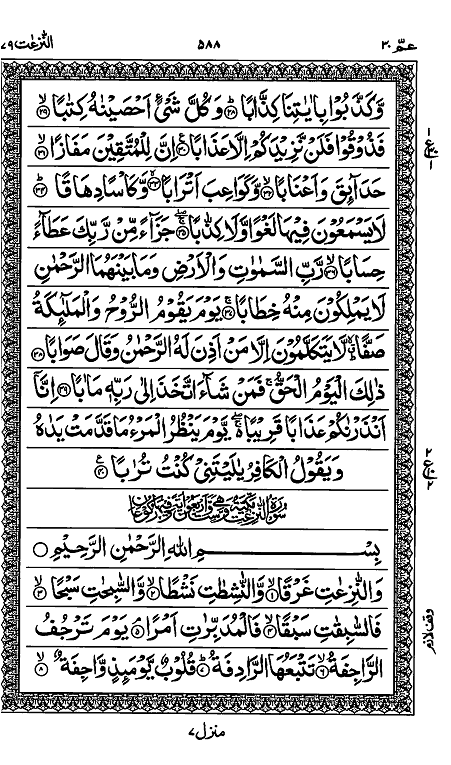 عمّ ٣٠ ٥٨٨ النّٰزعٰت ٧٩
وَّكَذَّبُوْا بِاٰيٰتِنَا كِذَّابًا ﴿٢٨﴾ وَكُلَّ شَیْءٍ اَحْصَيْنٰهُ كِتٰبًا ﴿٢٩﴾
فَذُوْقُوْا فَلَنْ نَّزِيْدَكُمْ اِلَّا عَذَابًا ﴿٣٠﴾ اِنَّ لِلْمُتَّقِيْنَ مَفَازًا ﴿٣١﴾
حَدَآئِقَ وَاَعْنَابًا ﴿٣٢﴾ وَّكَوَاعِبَ اَتْرَابًا ﴿٣٣﴾ وَّكَاْسًا دِهَاقًا ﴿٣٤﴾
لَا يَسْمَعُوْنَ فِيْهَا لَغْوًا وَّلَا كِذّٰبًا ﴿٣٥﴾ جَزَآءً مِّنْ رَّبِّكَ عَطَآءً
حِسَابًا ﴿٣٦﴾ رَّبِّ السَّمٰوٰتِ وَالْاَرْضِ وَمَا بَيْنَهُمَا الرَّحْمٰنِ
لَا يَمْلِكُوْنَ مِنْهُ خِطَابًا ﴿٣٧﴾ يَوْمَ يَقُوْمُ الرُّوْحُ وَالْمَلٰٓئِكَةُ
صَفًّا لَّا يَتَكَلَّمُوْنَ اِلَّا مَنْ اَذِنَ لَهُ الرَّحْمٰنُ وَقَالَ صَوَابًا ﴿٣٨﴾
ذٰلِكَ الْيَوْمُ الْحَقُّ ۚ فَمَنْ شَآءَ اتَّخَذَ اِلٰى رَبِّهٖ مَاٰبًا ﴿٣٩﴾ اِنَّآ
اَنْذَرْنٰكُمْ عَذَابًا قَرِيْبًا يَّوْمَ يَنْظُرُ الْمَرْءُ مَا قَدَّمَتْ يَدٰهُ
وَيَقُوْلُ الْكٰفِرُ يٰلَيْتَنِیْ كُنْتُ تُرٰبًا ﴿٤٠﴾
بِسْمِ اللّٰهِ الرَّحْمٰنِ الرَّحِيْمِ
وَالنّٰزِعٰتِ غَرْقًا ﴿١﴾ وَّالنّٰشِطٰتِ نَشْطًا ﴿٢﴾ وَّالسّٰبِحٰتِ سَبْحًا ﴿٣﴾
فَالسّٰبِقٰتِ سَبْقًا ﴿٤﴾ فَالْمُدَبِّرٰتِ اَمْرًا ﴿٥﴾ يَوْمَ تَرْجُفُ
الرَّاجِفَةُ ﴿٦﴾ تَتْبَعُهَا الرَّادِفَةُ ﴿٧﴾ قُلُوْبٌ يَّوْمَئِذٍ وَّاجِفَةٌ ﴿٨﴾
وقف لازم
منزل ٧